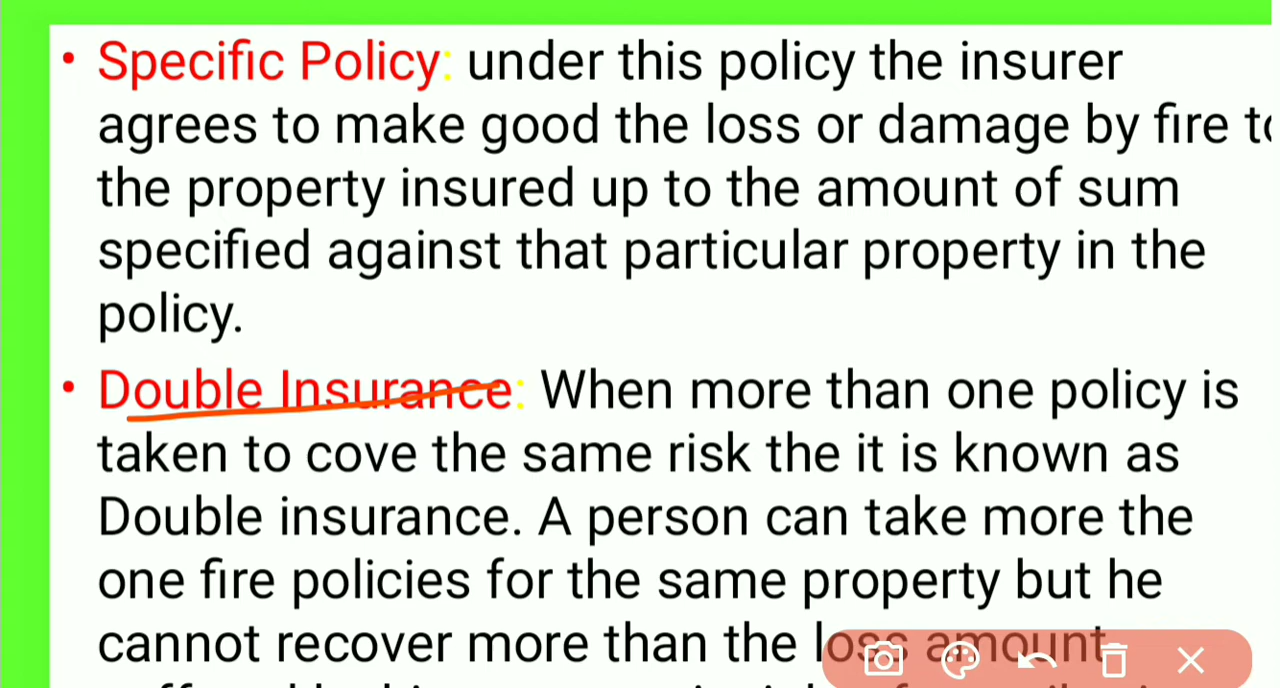 • Specific Policy: under this policy the insurer
agrees to make good the loss or damage by fire to
the property insured up to the amount of sum
specified against that particular property in the
policy.
• Double Insurance: When more than one policy is
taken to cove the same risk the it is known as
Double insurance. A person can take more the
one fire policies for the same property but he
cannot recover more than the loss amount